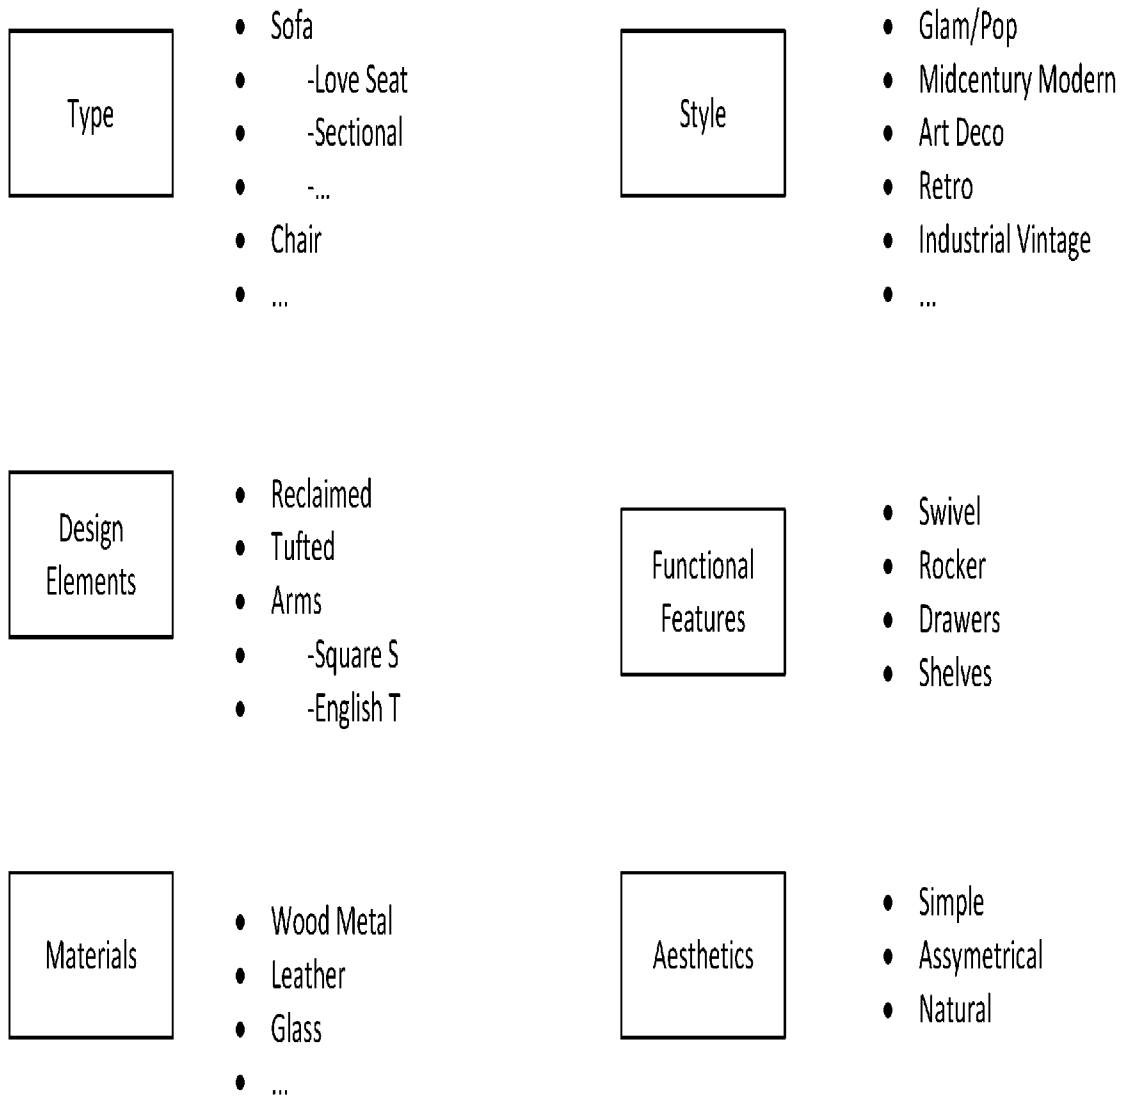 Type
• Sofa
• -Love Seat
• -Sectional
• -...
• Chair
• ...
Style
• Glam/Pop
• Midcentury Modern
• Art Deco
• Retro
• Industrial Vintage
• ...
Design
Elements
• Reclaimed
• Tufted
• Arms
• -Square S
• -English T
Functional
Features
• Swivel
• Rocker
• Drawers
• Shelves
Materials
• Wood Metal
• Leather
• Glass
• ...
Aesthetics
• Simple
• Assymetrical
• Natural